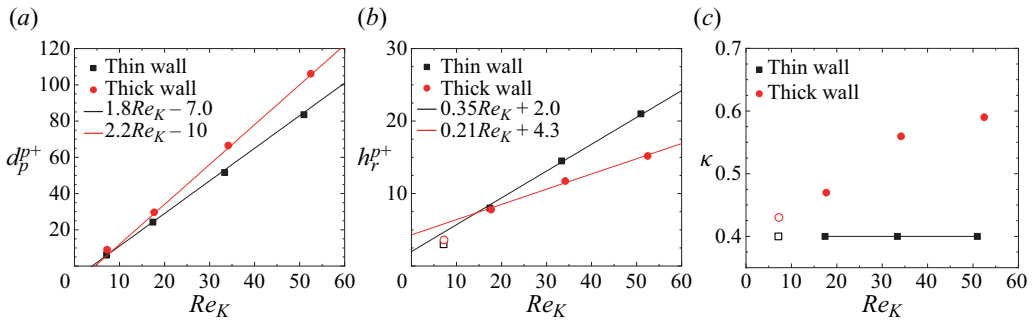 (a)
120
100
80
60
40
20
0
10
20
30
40
50
60
d_p^{p+}
Re_K
Thin wall
Thick wall
1.8Re_K − 7.0
2.2Re_K − 10
(b)
30
20
10
0
10
20
30
40
50
60
h_r^{p+}
Re_K
Thin wall
Thick wall
0.35Re_K + 2.0
0.21Re_K + 4.3
(c)
0.7
0.6
0.5
0.4
0
10
20
30
40
50
60
κ
Re_K
Thin wall
Thick wall